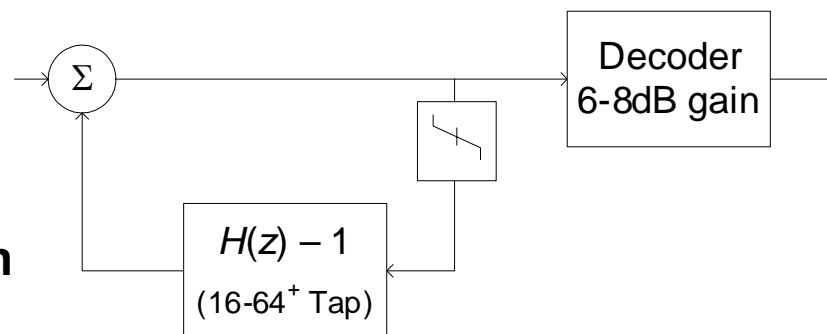 Σ
Decoder
6-8dB gain
H(z) – 1
n
(16-64⁺ Tap)